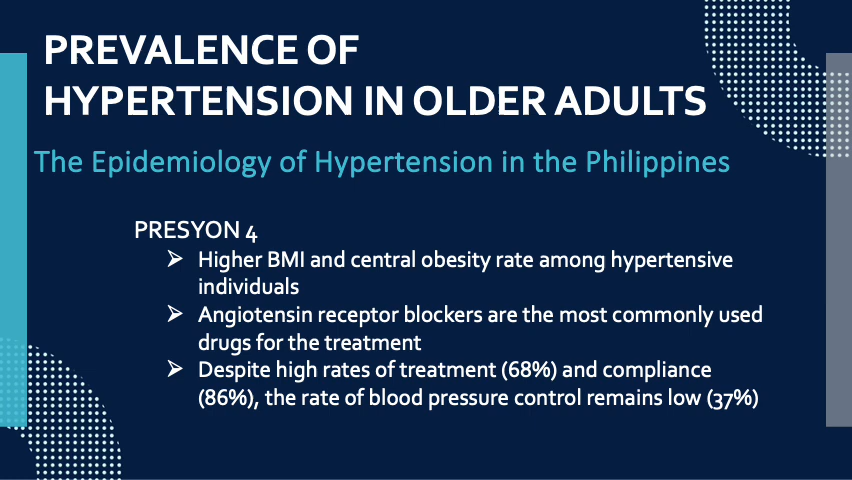 PREVALENCE OF
HYPERTENSION IN OLDER ADULTS
The Epidemiology of Hypertension in the Philippines
PRESYON 4
➢ Higher BMI and central obesity rate among hypertensive
individuals
➢ Angiotensin receptor blockers are the most commonly used
drugs for the treatment
➢ Despite high rates of treatment (68%) and compliance
(86%), the rate of blood pressure control remains low (37%)